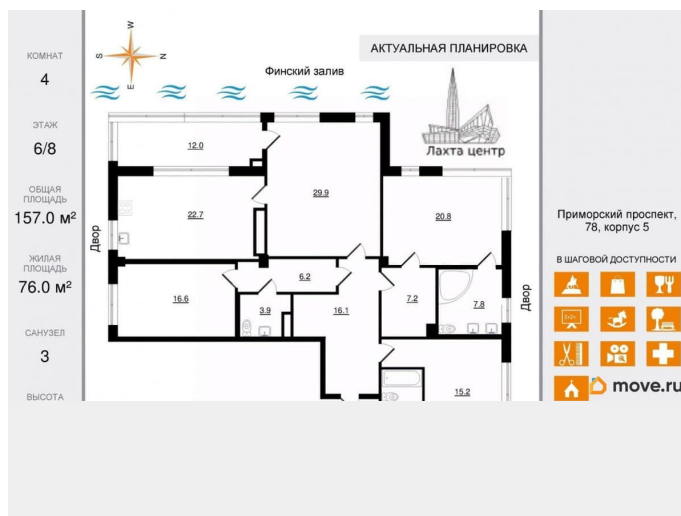 КОМНАТ
4
ЭТАЖ
6/8
ОБЩАЯ
ПЛОЩАДЬ
157.0 м²
ЖИЛАЯ
ПЛОЩАДЬ
76.0 м²
САНУЗЕЛ
3
ВЫСОТА
W
S
N
E
АКТУАЛЬНАЯ ПЛАНИРОВКА
Финский залив
Лахта центр
12.0
29.9
22.7
20.8
Двор
6.2
16.6
3.9
16.1
7.2
7.8
Двор
15.2
Приморский проспект,
78, корпус 5
В ШАГОВОЙ ДОСТУПНОСТИ
2+2=
move.ru